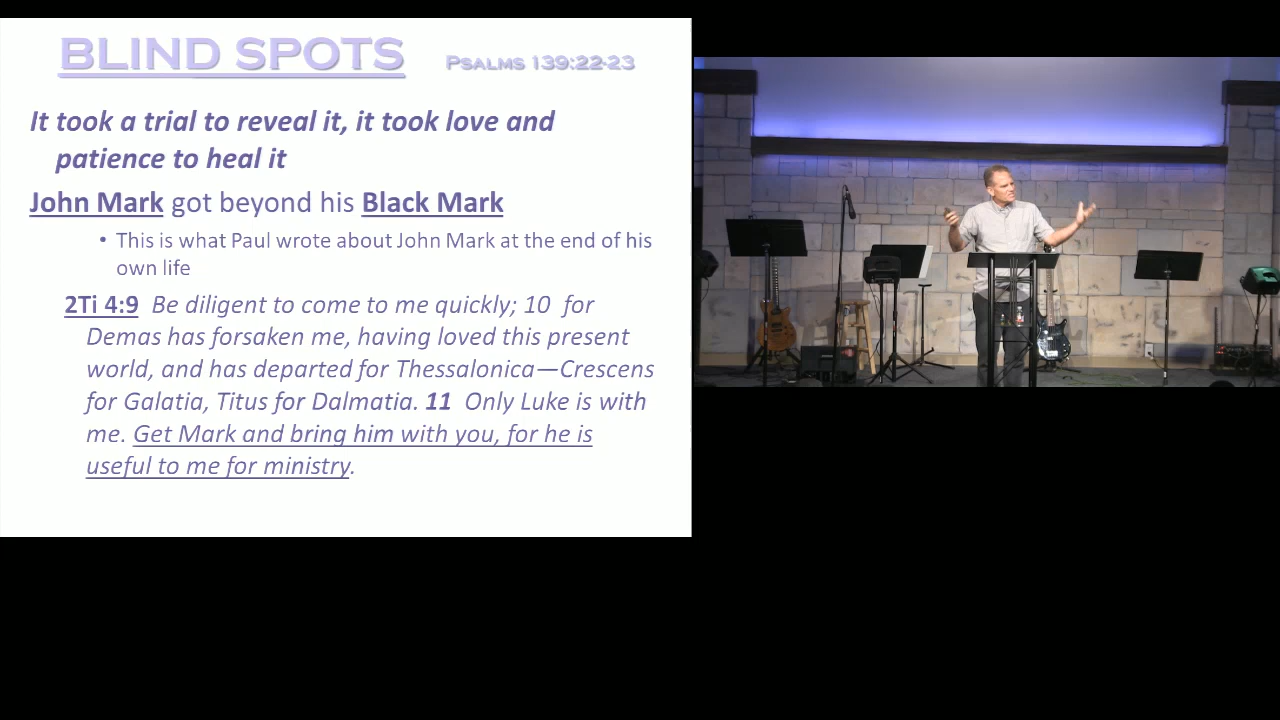 BLIND SPOTS Psalms 139:22-23
It took a trial to reveal it, it took love and
patience to heal it
John Mark got beyond his Black Mark
• This is what Paul wrote about John Mark at the end of his
own life
2Ti 4:9 Be diligent to come to me quickly; 10 for
Demas has forsaken me, having loved this present
world, and has departed for Thessalonica—Crescens
for Galatia, Titus for Dalmatia. 11 Only Luke is with
me. Get Mark and bring him with you, for he is
useful to me for ministry.